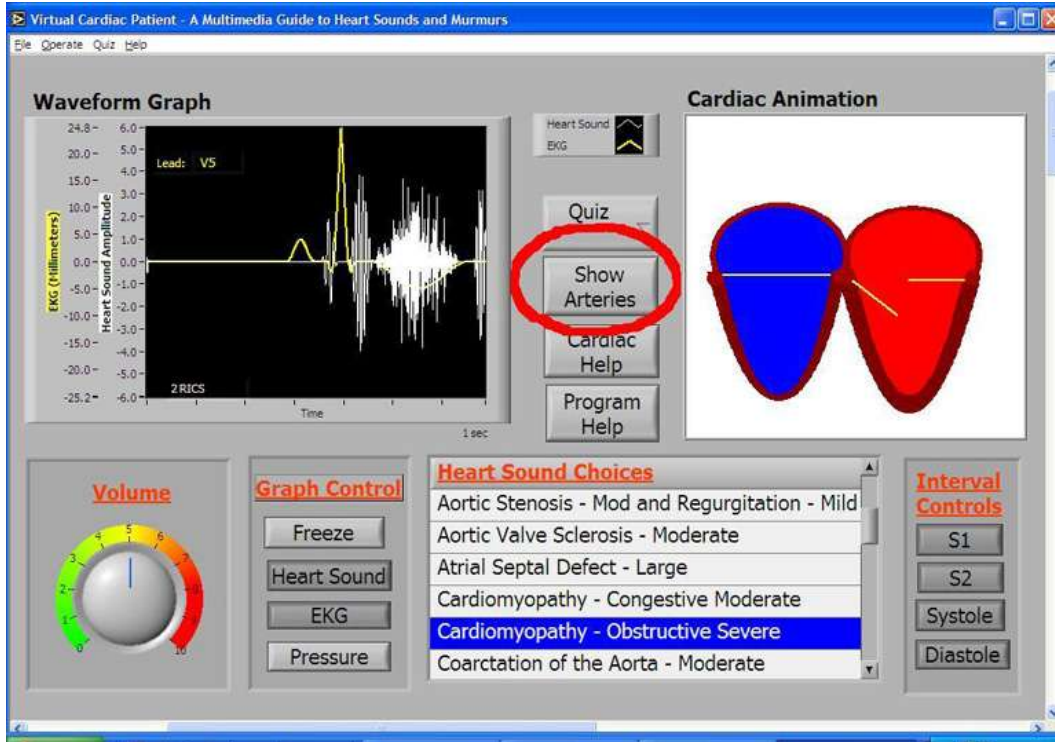 Virtual Cardiac Patient - A Multimedia Guide to Heart Sounds and Murmurs
File Operate Quiz Help
Waveform Graph
Cardiac Animation
EKG (Millimeters)
24.8
20.0
15.0
10.0
5.0
0.0
-5.0
-10.0
-15.0
-20.0
-25.2
Heart Sound Amplitude
6.0
5.0
4.0
3.0
2.0
1.0
0.0
-1.0
-2.0
-3.0
-4.0
-5.0
-6.0
Lead: V5
2RICS
Time
1 sec
Heart Sound
EKG
Quiz
Show
Arteries
Cardiac
Help
Program
Help
Volume
0
1
2
3
4
5
6
7
8
9
10
Graph Control
Freeze
Heart Sound
EKG
Pressure
Heart Sound Choices
Aortic Stenosis - Mod and Regurgitation - Mild
Aortic Valve Sclerosis - Moderate
Atrial Septal Defect - Large
Cardiomyopathy - Congestive Moderate
Cardiomyopathy - Obstructive Severe
Coarctation of the Aorta - Moderate
Interval
Controls
S1
S2
Systole
Diastole